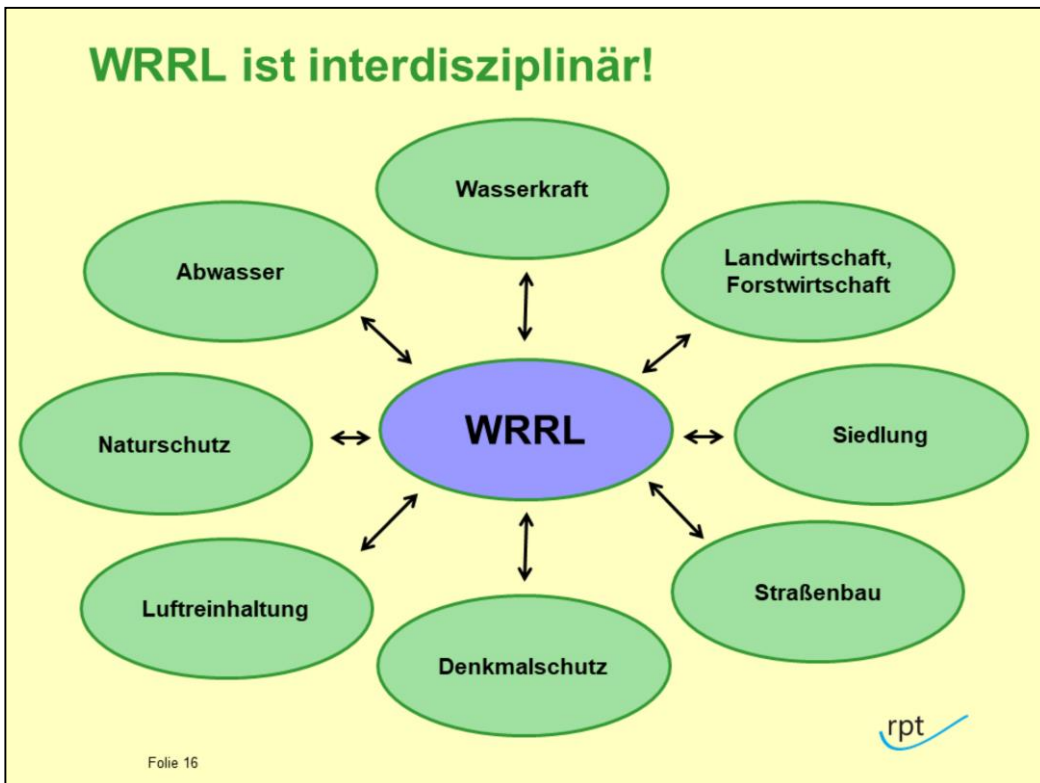 WRRL ist interdisziplinär!
Wasserkraft
Abwasser
Landwirtschaft,
Forstwirtschaft
Naturschutz
WRRL
Siedlung
Luftreinhaltung
Straßenbau
Denkmalschutz
rpt
Folie 16